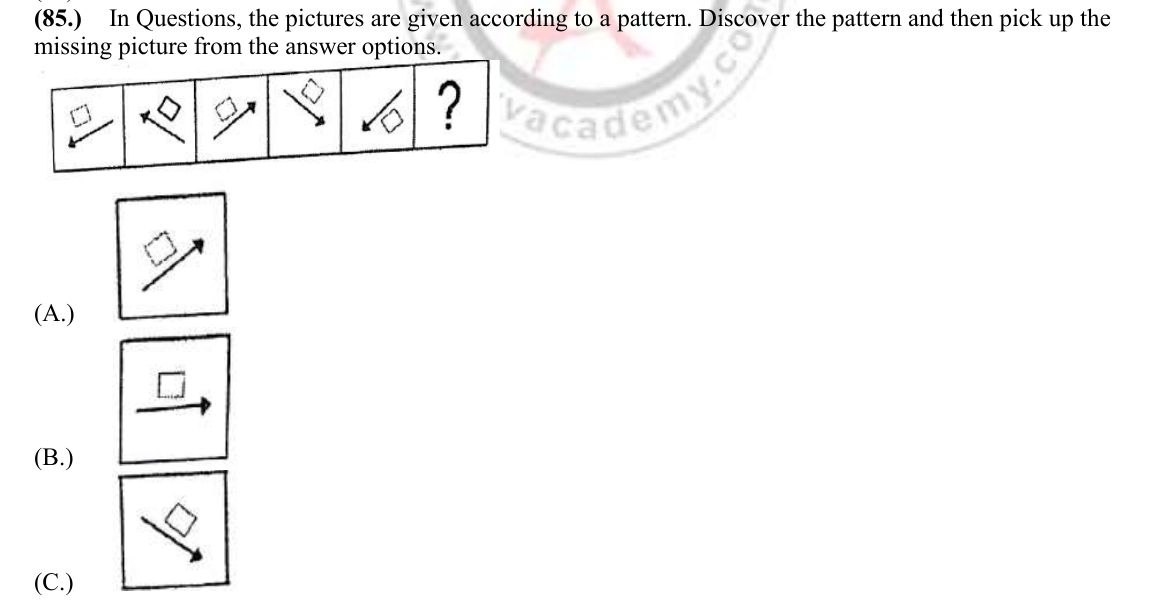 (85.) In Questions, the pictures are given according to a pattern. Discover the pattern and then pick up the
missing picture from the answer options.
vacademy.com
?
(A.)
(B.)
(C.)